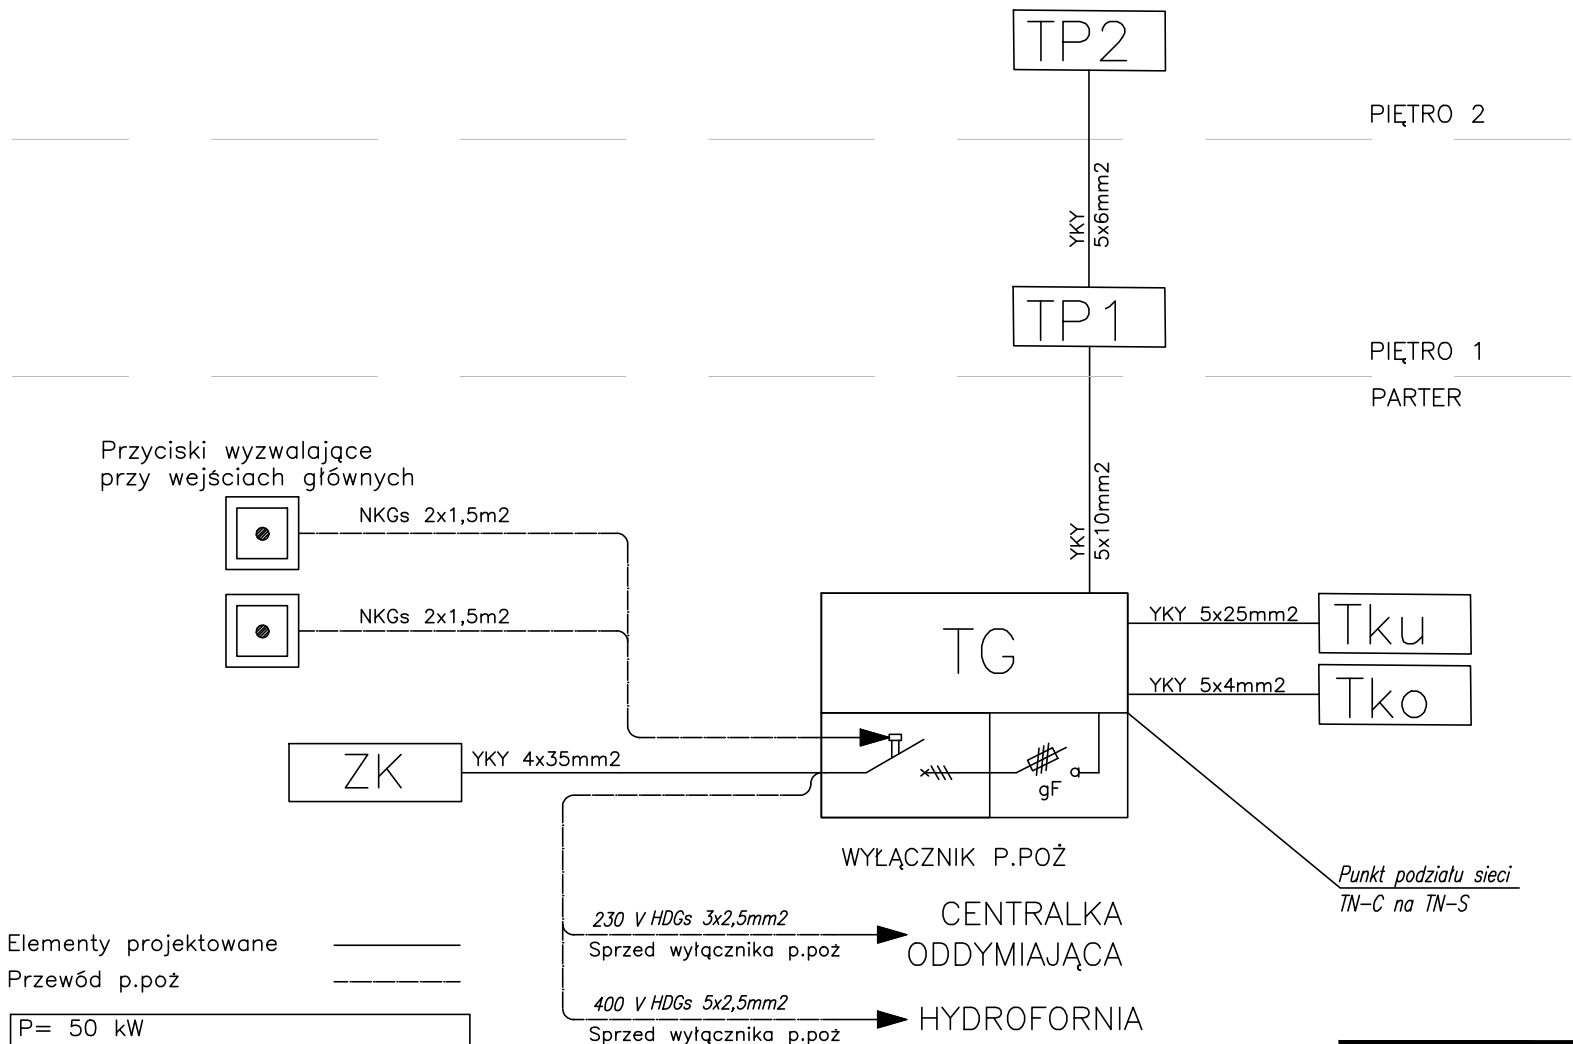 TP2
PIĘTRO 2
YKY
5x6mm2
TP1
PIĘTRO 1
PARTER
YKY
5x10mm2
Przyciski wyzwalające
przy wejściach głównych
NKGs 2x1,5m2
NKGs 2x1,5m2
TG
YKY 5x25mm2
Tku
YKY 5x4mm2
Tko
ZK
YKY 4x35mm2
gF
WYŁĄCZNIK P.POŻ
Punkt podziału sieci
TN-C na TN-S
230 V HDGs 3x2,5mm2
Sprzed wyłącznika p.poż
CENTRALKA
ODDYMIAJĄCA
400 V HDGs 5x2,5mm2
Sprzed wyłącznika p.poż
HYDROFORNIA
Elementy projektowane
Przewód p.poż
P= 50 kW